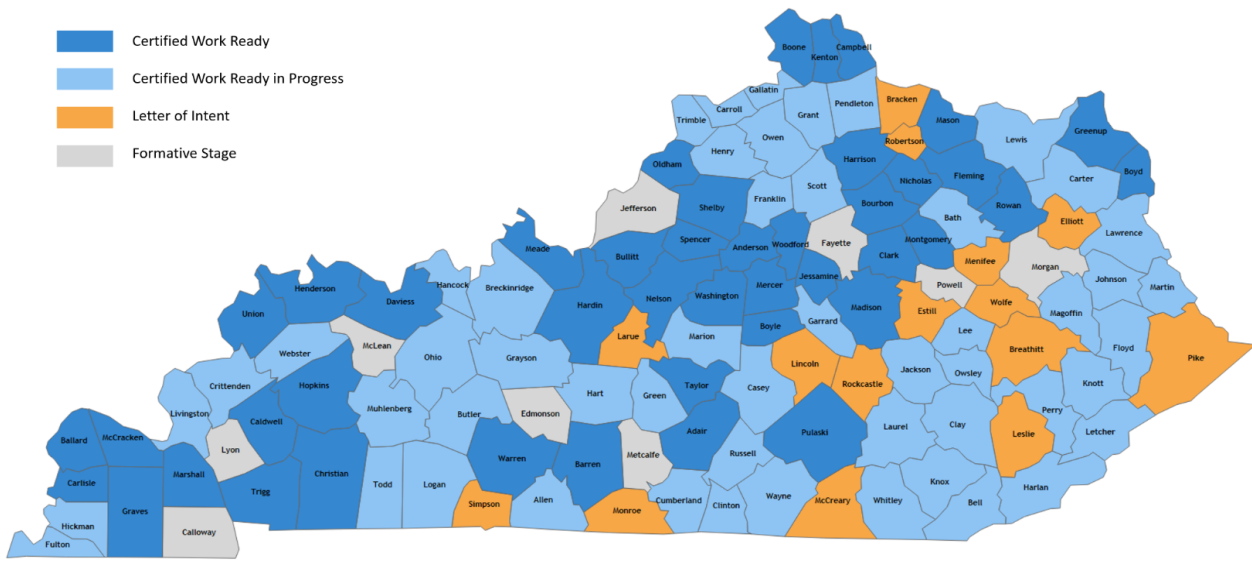 Certified Work Ready
Certified Work Ready in Progress
Letter of Intent
Formative Stage
Boone
Kenton
Campbell
Gallatin
Carroll
Trimble
Grant
Pendleton
Bracken
Mason
Owen
Henry
Robertson
Lewis
Greenup
Boyd
Oldham
Harrison
Nicholas
Fleming
Carter
Scott
Franklin
Shelby
Jefferson
Bourbon
Rowan
Bath
Elliott
Lawrence
Meade
Spencer
Anderson
Woodford
Fayette
Montgomery
Clark
Bullitt
Menifee
Morgan
Johnson
Martin
Henderson
Daviess
Hancock
Breckinridge
Hardin
Nelson
Washington
Mercer
Jessamine
Madison
Powell
Wolfe
Estill
Magoffin
Union
Garrard
Boyle
Lee
Marion
Larue
McLean
Webster
Ohio
Grayson
Breathitt
Floyd
Pike
Lincoln
Rockcastle
Jackson
Owsley
Knott
Crittenden
Hopkins
Hart
Green
Taylor
Casey
Muhlenberg
Butler
Edmonson
Livingston
Caldwell
Perry
Laurel
Clay
Leslie
Letcher
Ballard
McCracken
Lyon
Adair
Pulaski
Metcalfe
Russell
Warren
Barren
Marshall
Christian
Trigg
Todd
Logan
Carlisle
Graves
Knox
Harlan
Bell
Whitley
McCreary
Wayne
Clinton
Cumberland
Allen
Simpson
Monroe
Hickman
Calloway
Fulton